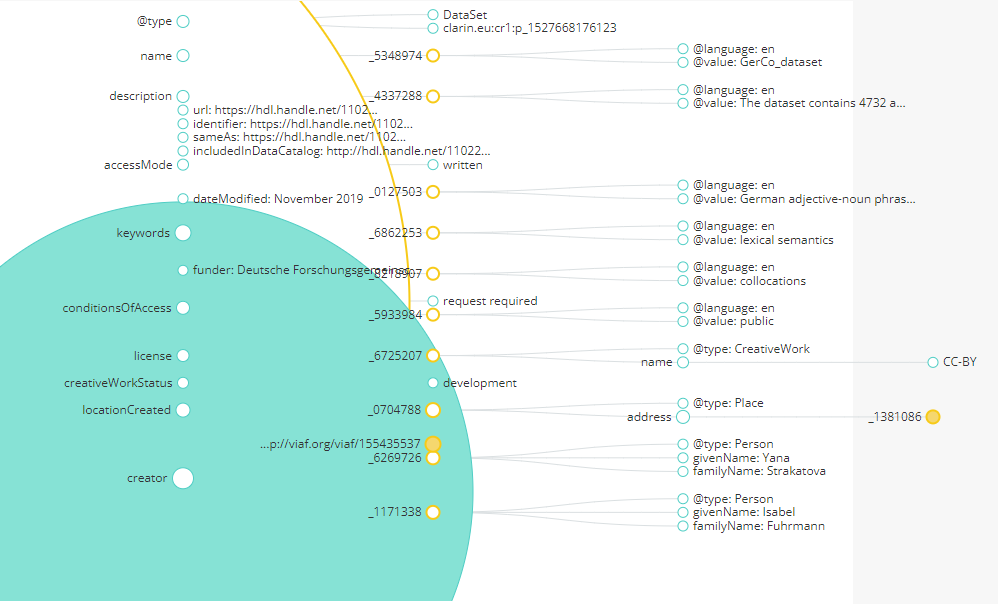 @type
DataSet
clarin.eu:cr1:p_1527668176123
name
_5348974
@language: en
@value: GerCo_dataset
description
_4337288
@language: en
@value: The dataset contains 4732 a...
url: https://hdl.handle.net/1102...
identifier: https://hdl.handle.net/1102...
sameAs: https://hdl.handle.net/1102...
includedInDataCatalog: http://hdl.handle.net/11022...
accessMode
written
_0127503
@language: en
@value: German adjective-noun phras...
dateModified: November 2019
keywords
_6862253
@language: en
@value: lexical semantics
funder: Deutsche Forschungsgemeinsc...
_8218907
@language: en
@value: collocations
conditionsOfAccess
request required
_5933984
@language: en
@value: public
license
_6725207
@type: CreativeWork
name
CC-BY
creativeWorkStatus
development
locationCreated
_0704788
@type: Place
address
_1381086
...p://viaf.org/viaf/155435537
_6269726
@type: Person
givenName: Yana
familyName: Strakatova
creator
_1171338
@type: Person
givenName: Isabel
familyName: Fuhrmann